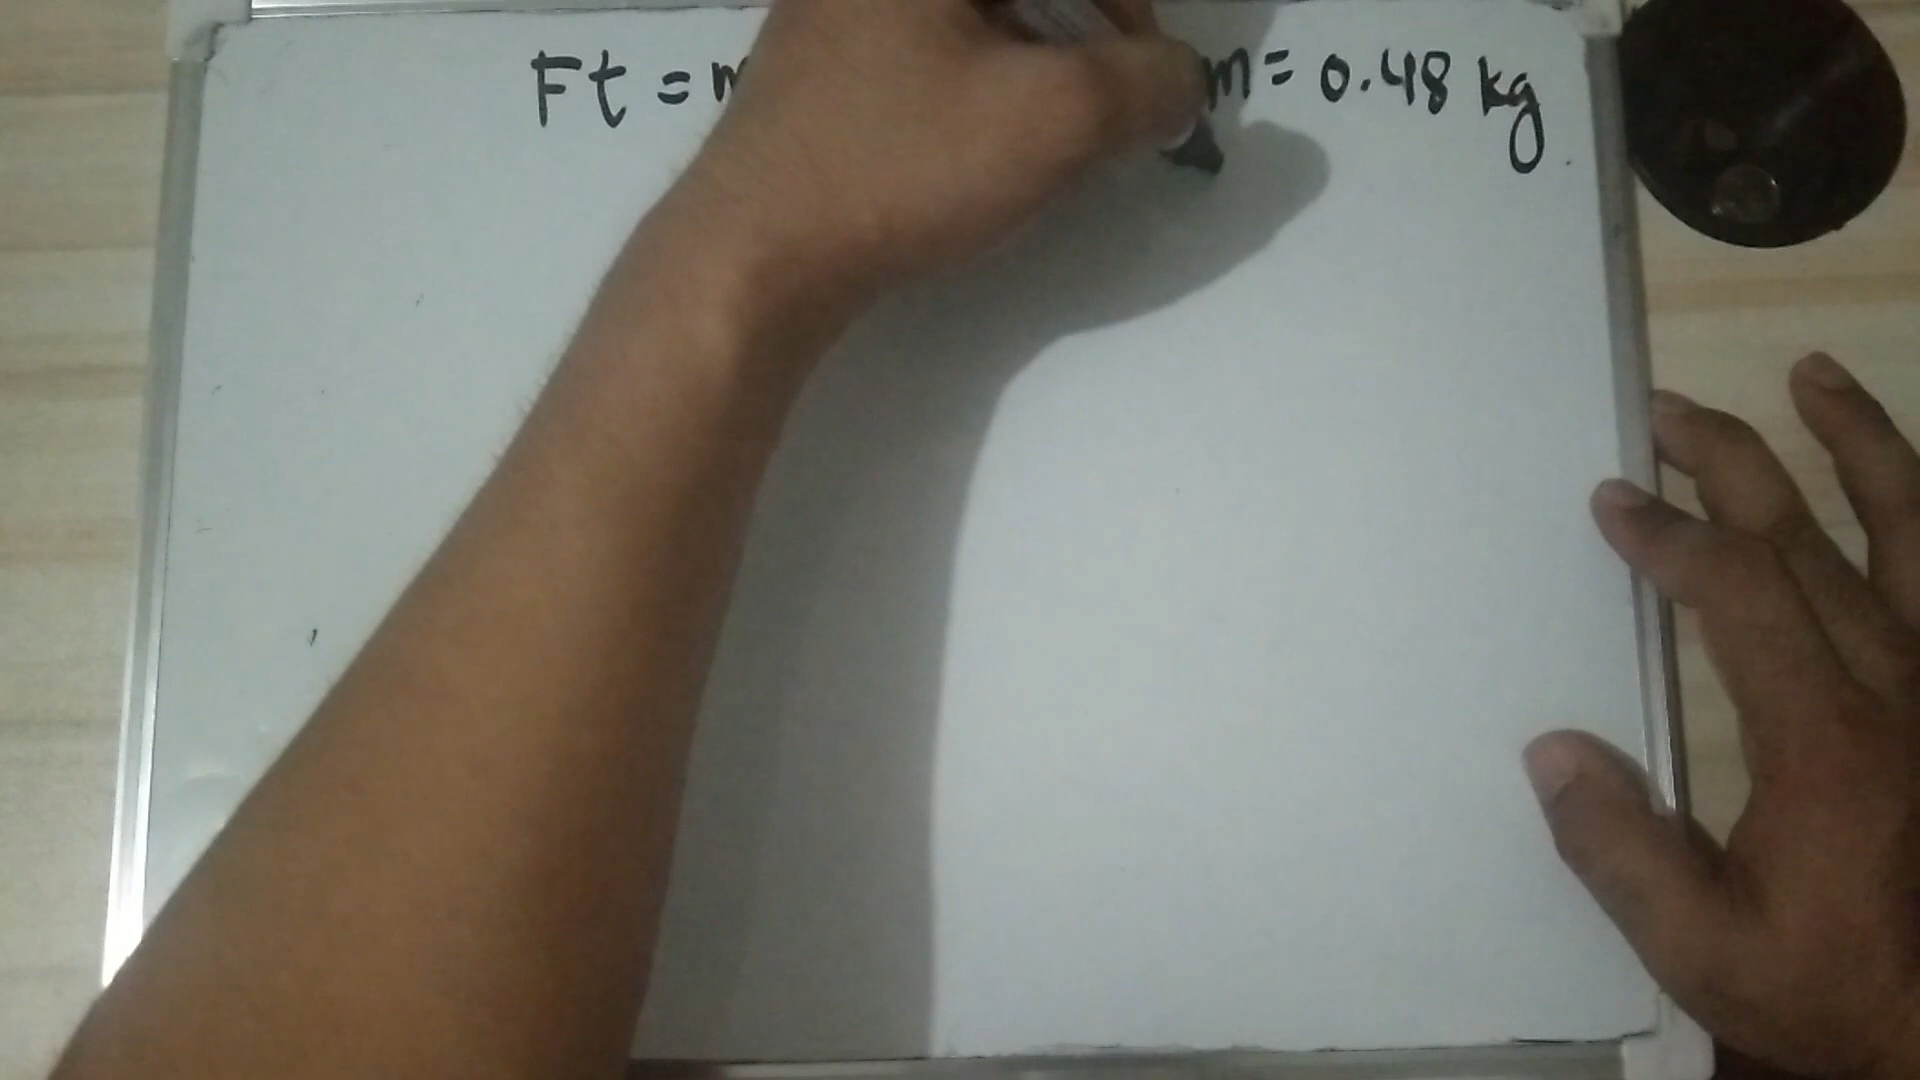 Ft = m m = 0.48 kg